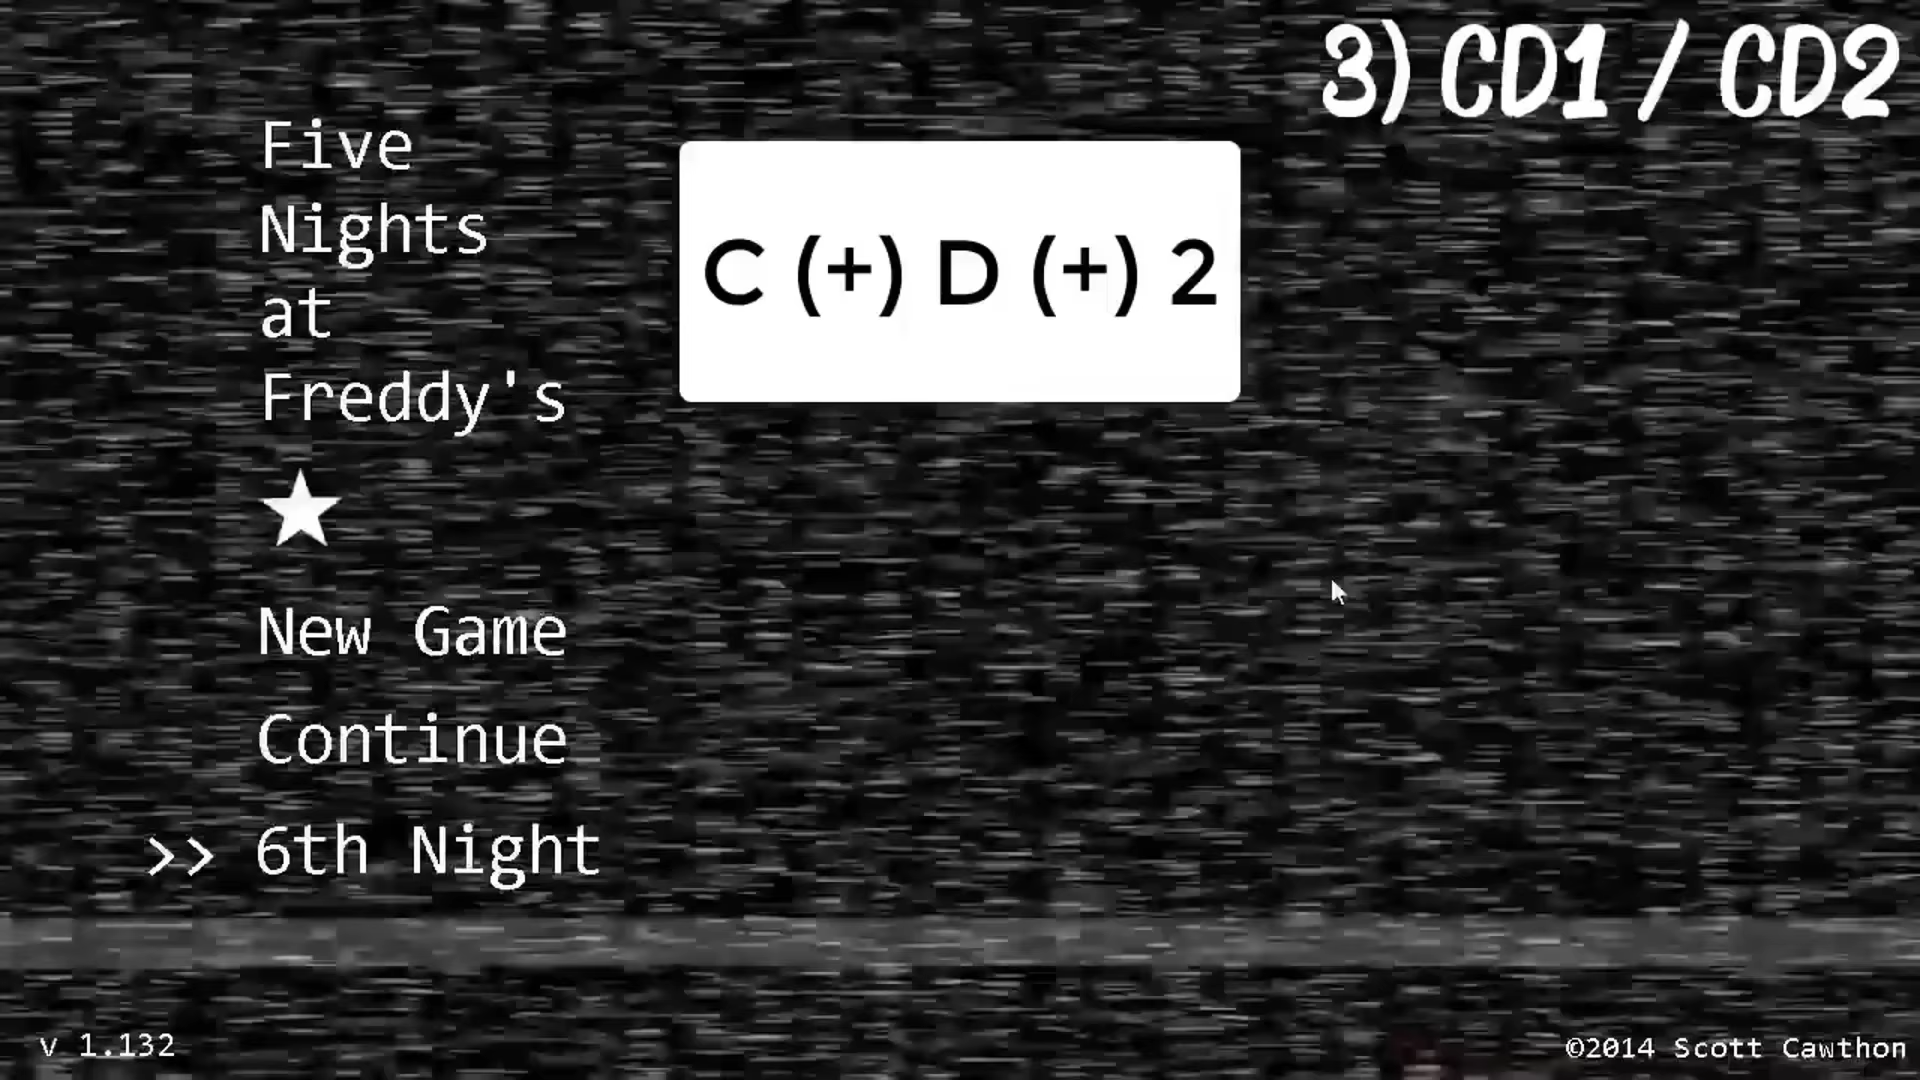 3) CD1 / CD2
Five
Nights
at
Freddy's
C (+) D (+) 2
New Game
Continue
>> 6th Night
v 1.132
©2014 Scott Cawthon